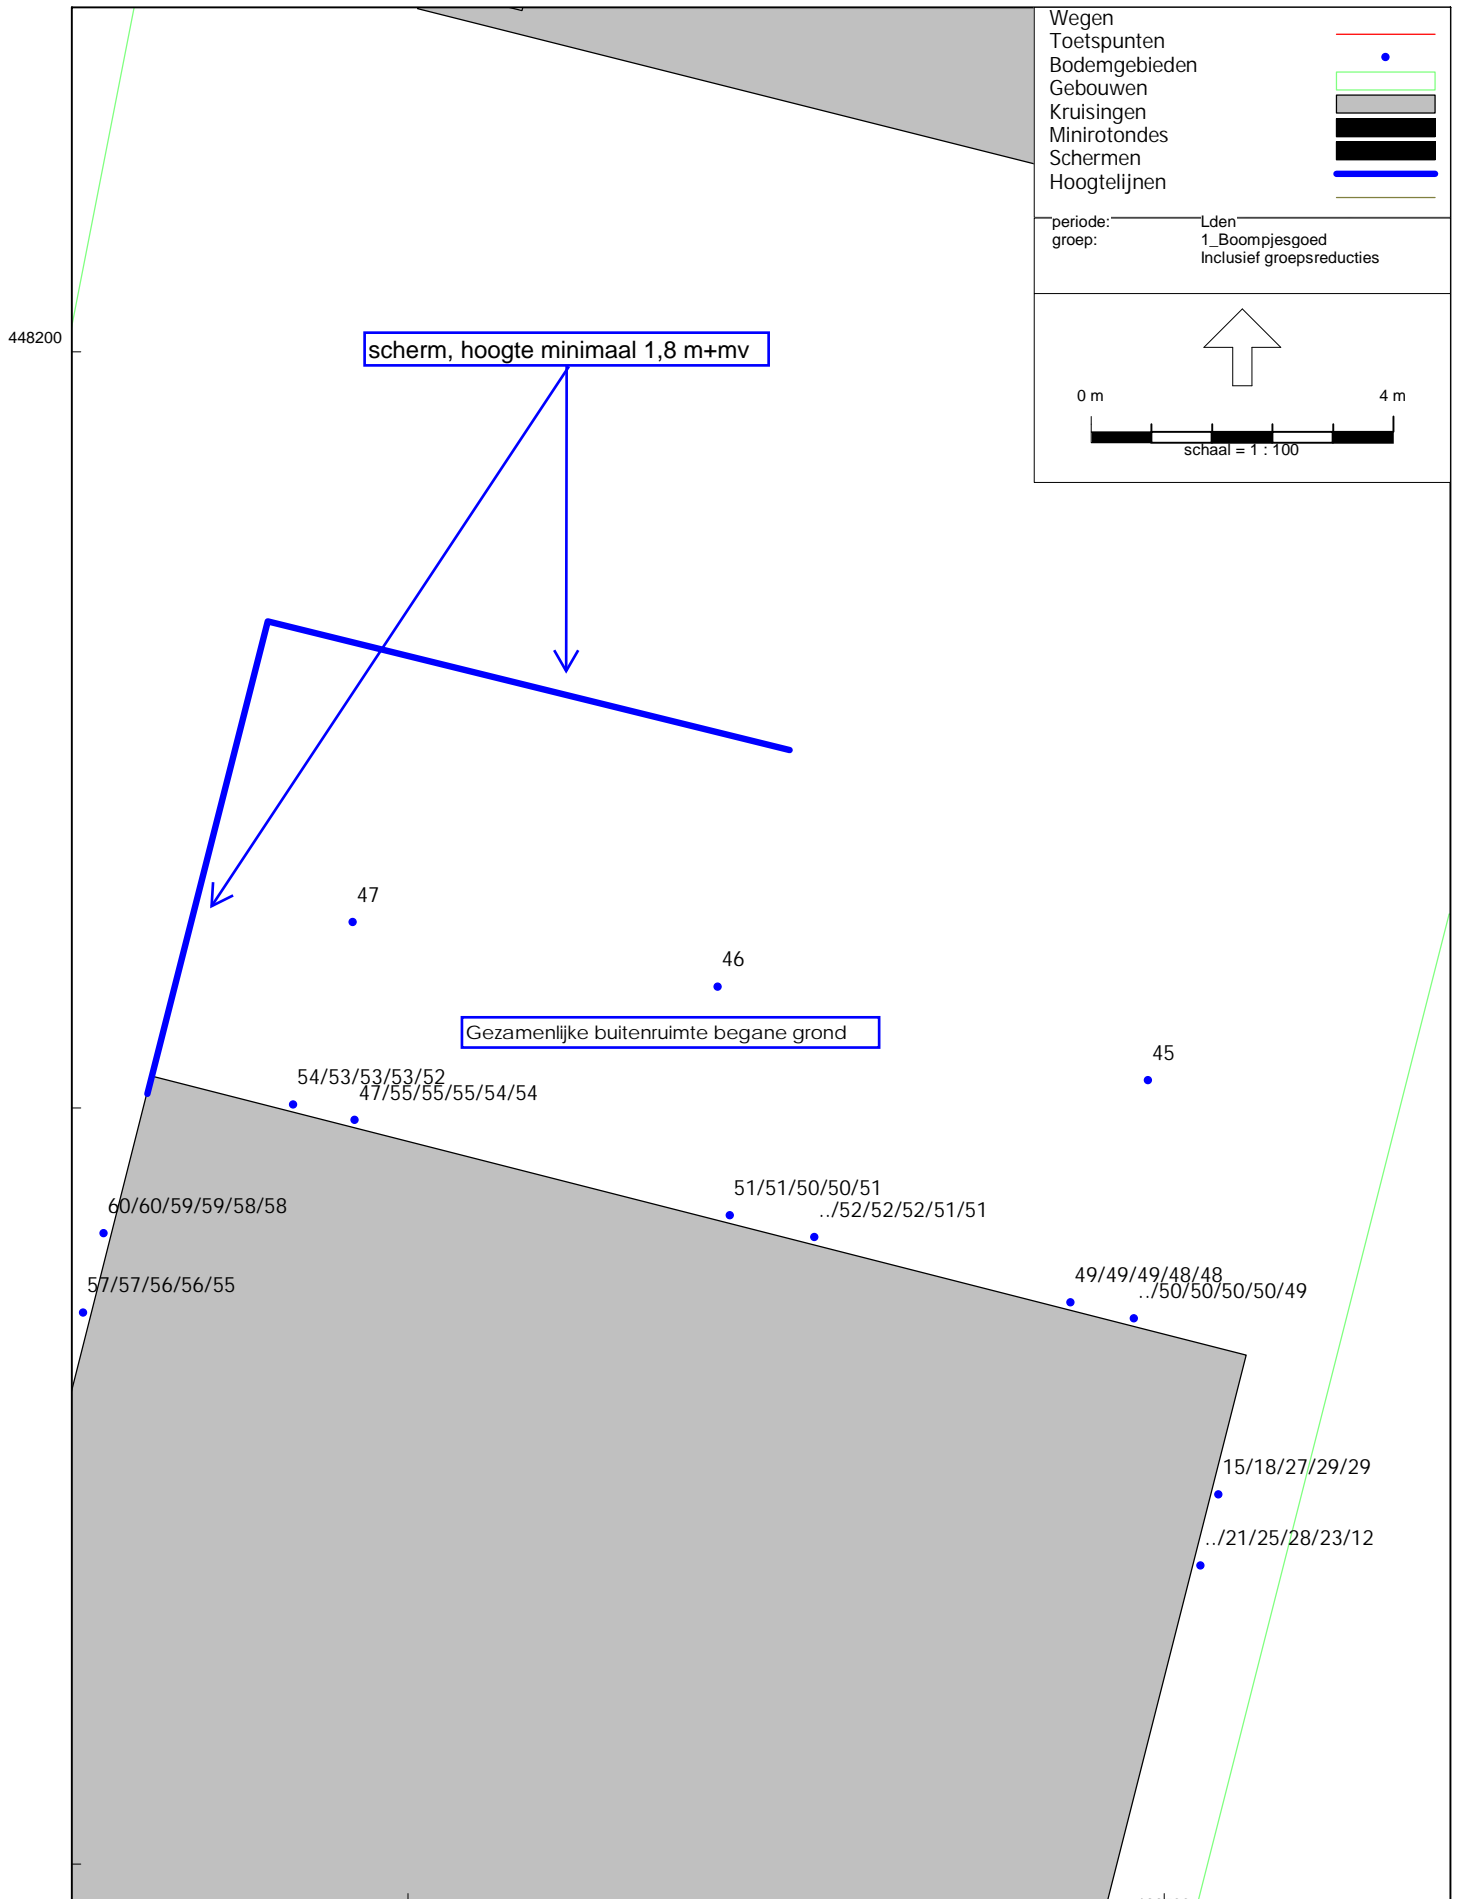 Wegen
Toetspunten
Bodemgebieden
Gebouwen
Kruisingen
Minirotondes
Schermen
Hoogtelijnen
periode: Lden
groep: 1_Boompjesgoed
Inclusief groepsreducties
448200
scherm, hoogte minimaal 1,8 m+mv
0 m 4 m
schaal = 1 : 100
47
46
Gezamenlijke buitenruimte begane grond
45
54/53/53/53/52
47/55/55/55/54/54
51/51/50/50/51
../52/52/52/51/51
60/60/59/59/58/58
57/57/56/56/55
49/49/49/48/48
../50/50/50/50/49
15/18/27/29/29
../21/25/28/23/12